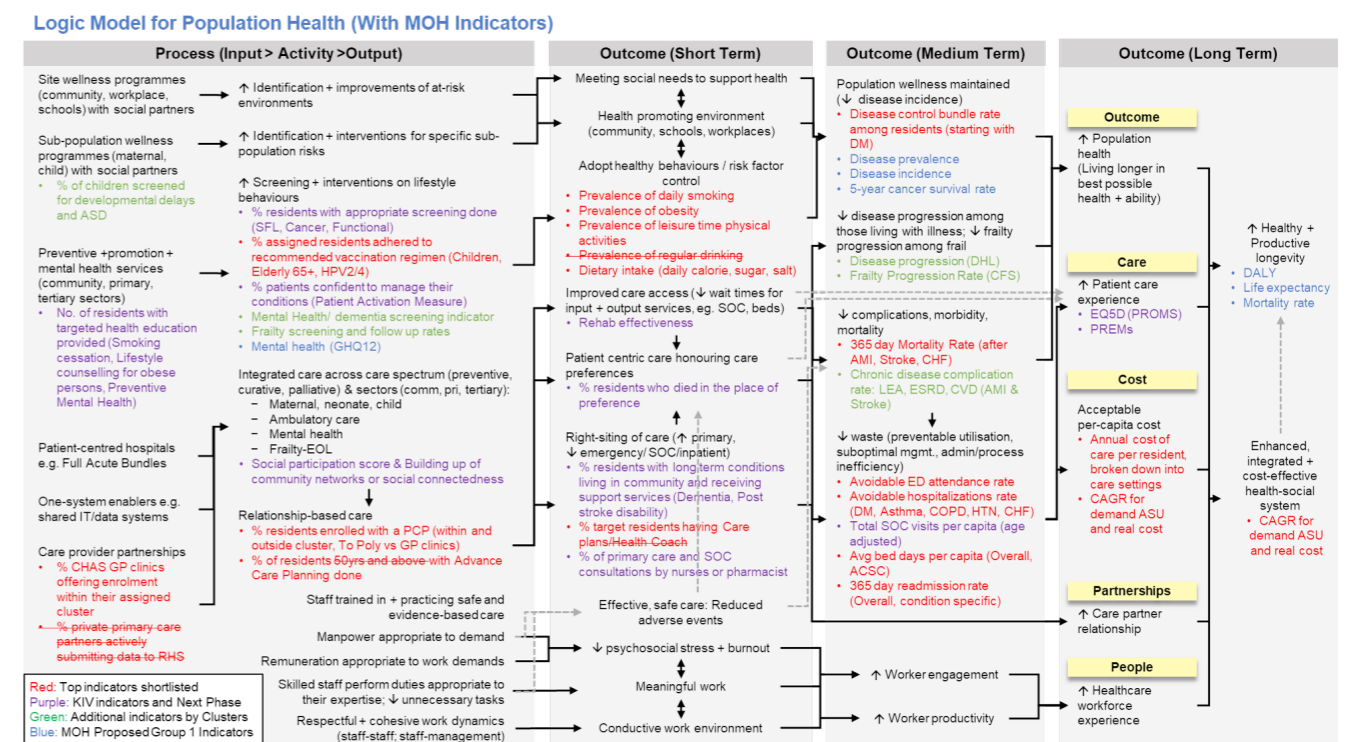 Logic Model for Population Health (With MOH Indicators)
Process (Input > Activity >Output)
Site wellness programmes
(community, workplace,
schools) with social partners
Sub-population wellness
programmes (maternal,
child) with social partners
• % of children screened
for developmental delays
and ASD
Preventive +promotion +
mental health services
(community, primary,
tertiary sectors)
• No. of residents with
targeted health education
provided (Smoking
cessation, Lifestyle
counselling for obese
persons, Preventive
Mental Health)
Patient-centred hospitals
e.g. Full Acute Bundles
One-system enablers e.g.
shared IT/data systems
Care provider partnerships
• % CHAS GP clinics
offering enrolment
within their assigned
cluster
• % private primary care
partners actively
submitting data to RHS
↑ Identification + improvements of at-risk
environments
↑ Identification + interventions for specific sub-
population risks
↑ Screening + interventions on lifestyle
behaviours
• % residents with appropriate screening done
(SFL, Cancer, Functional)
• % assigned residents adhered to
recommended vaccination regimen (Children,
Elderly 65+, HPV2/4)
• % patients confident to manage their
conditions (Patient Activation Measure)
• Mental Health/ dementia screening indicator
• Frailty screening and follow up rates
• Mental health (GHQ12)
Integrated care across care spectrum (preventive,
curative, palliative) & sectors (comm, pri, tertiary):
− Maternal, neonate, child
− Ambulatory care
− Mental health
− Frailty-EOL
• Social participation score & Building up of
community networks or social connectedness
Relationship-based care
• % residents enrolled with a PCP (within and
outside cluster, To Poly vs GP clinics)
• % of residents 50yrs and above with Advance
Care Planning done
Staff trained in + practicing safe and
evidence-based care
Manpower appropriate to demand
Remuneration appropriate to work demands
Skilled staff perform duties appropriate to
their expertise; ↓ unnecessary tasks
Respectful + cohesive work dynamics
(staff-staff; staff-management)
Red: Top indicators shortlisted
Purple: KIV indicators and Next Phase
Green: Additional indicators by Clusters
Blue: MOH Proposed Group 1 Indicators
Outcome (Short Term)
Meeting social needs to support health
Health promoting environment
(community, schools, workplaces)
Adopt healthy behaviours / risk factor
control
• Prevalence of daily smoking
• Prevalence of obesity
• Prevalence of leisure time physical
activities
• Prevalence of regular drinking
• Dietary intake (daily calorie, sugar, salt)
Improved care access (↓ wait times for
input + output services, eg. SOC, beds)
• Rehab effectiveness
Patient centric care honouring care
preferences
• % residents who died in the place of
preference
Right-siting of care (↑ primary,
↓ emergency/ SOC/inpatient)
• % residents with long term conditions
living in community and receiving
support services (Dementia, Post
stroke disability)
• % target residents having Care
plans/Health Coach
• % of primary care and SOC
consultations by nurses or pharmacist
Effective, safe care: Reduced
adverse events
↓ psychosocial stress + burnout
Meaningful work
Conductive work environment
Outcome (Medium Term)
Population wellness maintained
(↓ disease incidence)
• Disease control bundle rate
among residents (starting with
DM)
• Disease prevalence
• Disease incidence
• 5-year cancer survival rate
↓ disease progression among
those living with illness; ↓ frailty
progression among frail
• Disease progression (DHL)
• Frailty Progression Rate (CFS)
↓ complications, morbidity,
mortality
• 365 day Mortality Rate (after
AMI, Stroke, CHF)
• Chronic disease complication
rate: LEA, ESRD, CVD (AMI &
Stroke)
↓ waste (preventable utilisation,
suboptimal mgmt., admin/process
inefficiency)
• Avoidable ED attendance rate
• Avoidable hospitalizations rate
(DM, Asthma, COPD, HTN, CHF)
• Total SOC visits per capita (age
adjusted)
• Avg bed days per capita (Overall,
ACSC)
• 365 day readmission rate
(Overall, condition specific)
↑ Worker engagement
↑ Worker productivity
Outcome (Long Term)
Outcome
↑ Population
health
(Living longer in
best possible
health + ability)
Care
↑ Patient care
experience
• EQ5D (PROMS)
• PREMs
Cost
Acceptable
per-capita cost
• Annual cost of
care per resident,
broken down into
care settings
• CAGR for
demand ASU
and real cost
Partnerships
↑ Care partner
relationship
People
↑ Healthcare
workforce
experience
↑ Healthy +
Productive
longevity
• DALY
• Life expectancy
• Mortality rate
Enhanced,
integrated +
cost-effective
health-social
system
• CAGR for
demand ASU
and real cost